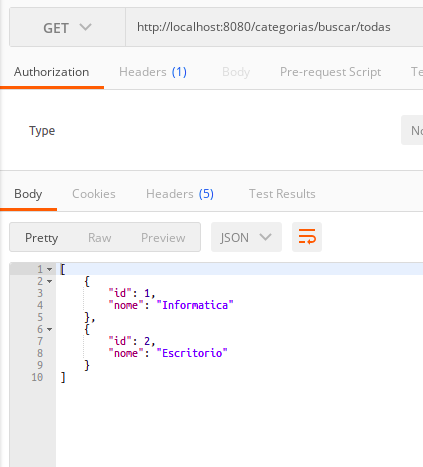 GET http://localhost:8080/categorias/buscar/todas
Authorization Headers (1) Body Pre-request Script Te
Type No
Body Cookies Headers (5) Test Results
Pretty Raw Preview JSON
1 [
2 {
3 "id": 1,
4 "nome": "Informatica"
5 },
6 {
7 "id": 2,
8 "nome": "Escritorio"
9 }
10 ]